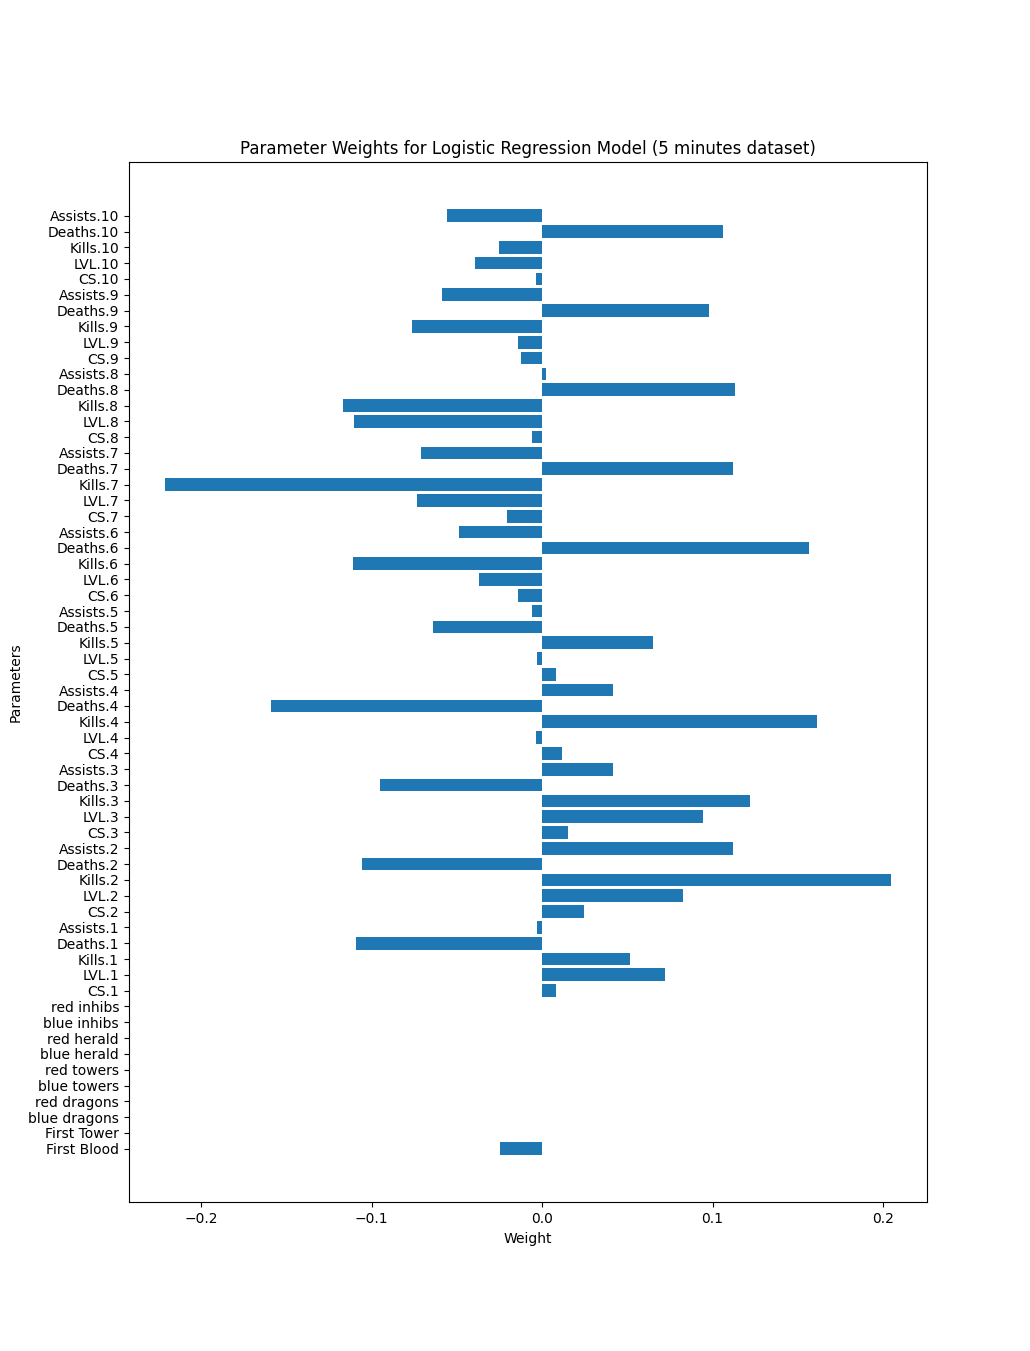 Parameter Weights for Logistic Regression Model (5 minutes dataset)
Assists.10
Deaths.10
Kills.10
LVL.10
CS.10
Assists.9
Deaths.9
Kills.9
LVL.9
CS.9
Assists.8
Deaths.8
Kills.8
LVL.8
CS.8
Assists.7
Deaths.7
Kills.7
LVL.7
CS.7
Assists.6
Deaths.6
Kills.6
LVL.6
CS.6
Assists.5
Deaths.5
Kills.5
LVL.5
CS.5
Assists.4
Deaths.4
Kills.4
LVL.4
CS.4
Assists.3
Deaths.3
Kills.3
LVL.3
CS.3
Assists.2
Deaths.2
Kills.2
LVL.2
CS.2
Assists.1
Deaths.1
Kills.1
LVL.1
CS.1
red inhibs
blue inhibs
red herald
blue herald
red towers
blue towers
red dragons
blue dragons
First Tower
First Blood
Parameters
−0.2 −0.1 0.0 0.1 0.2
Weight